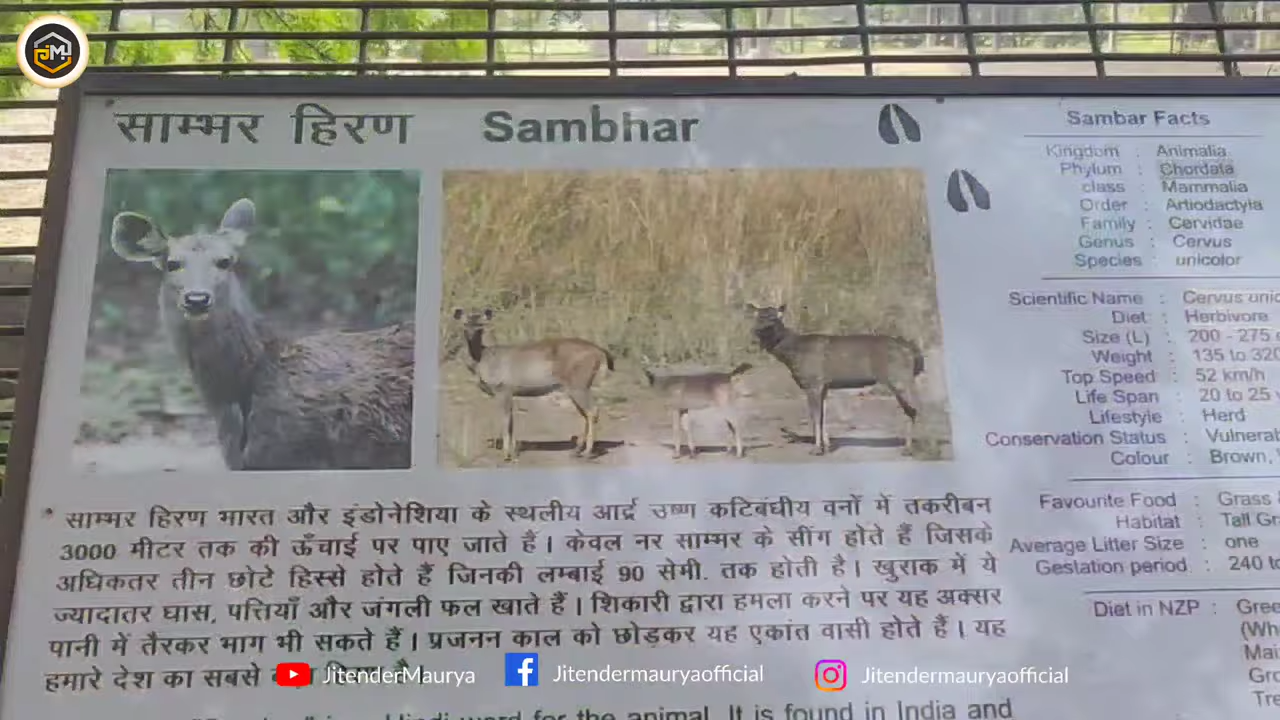 JM
साम्भर हिरण Sambhar
Sambar Facts
Kingdom : Animalia
Phylum : Chordata
class : Mammalia
Order : Artiodactyla
Family : Cervidae
Genus : Cervus
Species : unicolor
Scientific Name : Cervus
Diet : Herbivore
Size (L) : 200 - 275
Weight : 135 to 320
Top Speed : 52 km/h
Life Span : 20 to 25
Lifestyle : Herd
Conservation Status :
Colour : Brown,
Favourite Food : Grass
Habitat : Tall
Average Litter Size : one
Gestation period : 240
Diet in NZP :
* साम्भर हिरण भारत और इंडोनेशिया के स्थलीय आर्द्र उष्ण कटिबंधीय वनों में तकरीबन
3000 मीटर तक की ऊँचाई पर पाए जाते हैं। केवल नर साम्भर के सींग होते हैं जिसके
अधिकतर तीन छोटे हिस्से होते हैं जिनकी लम्बाई 90 सेमी. तक होती है। खुराक में ये
ज्यादातर घास, पत्तियाँ और जंगली फल खाते हैं। शिकारी द्वारा हमला करने पर यह अक्सर
पानी में तैरकर भाग भी सकते हैं। प्रजनन काल को छोड़कर यह एकांत वासी होते हैं। यह
हमारे देश का सबसे हिरण है।
JitenderMaurya Jitendermauryaofficial Jitendermauryaofficial
word for the animal. It is found in India and